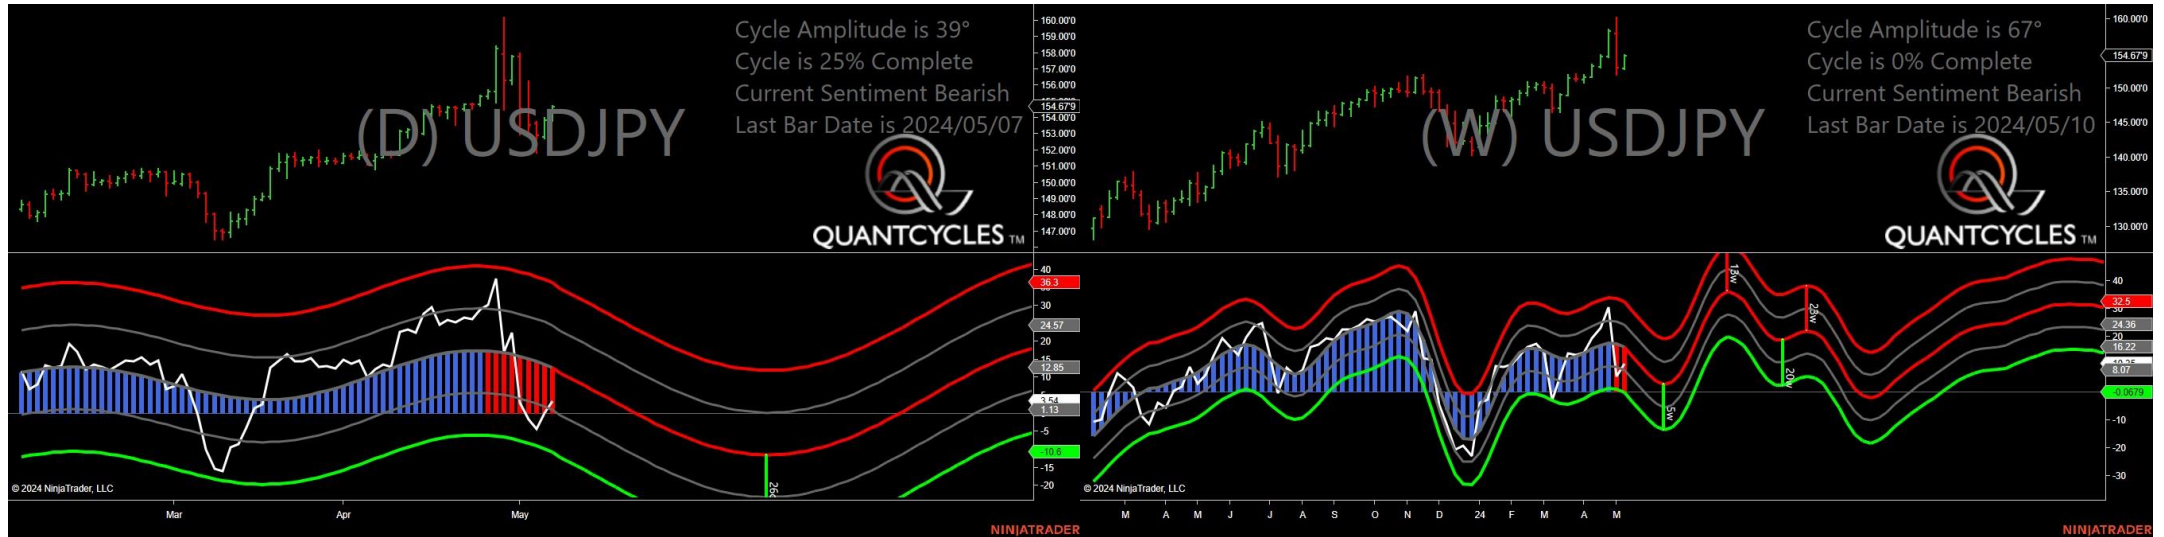 Cycle Amplitude is 39°
Cycle is 25% Complete
Current Sentiment Bearish
Last Bar Date is 2024/05/07
(D) USDJPY
QUANTCYCLES TM
160.00'0
159.00'0
158.00'0
157.00'0
156.00'0
154.67'9
154.00'0
153.00'0
152.00'0
151.00'0
150.00'0
149.00'0
148.00'0
147.00'0
40
36.3
30
24.57
20
15
12.85
10
3.54
1.13
-5
-10.6
-15
-20
26d
© 2024 NinjaTrader, LLC
Mar
Apr
May
NINJATRADER
Cycle Amplitude is 67°
Cycle is 0% Complete
Current Sentiment Bearish
Last Bar Date is 2024/05/10
(W) USDJPY
QUANTCYCLES TM
160.00'0
154.67'9
150.00'0
145.00'0
140.00'0
135.00'0
130.00'0
13w
23w
20w
5w
40
32.5
30
24.36
20
16.22
8.07
-0.0679
-10
-20
-30
© 2024 NinjaTrader, LLC
M A M J J A S O N D 24 F M A M
NINJATRADER